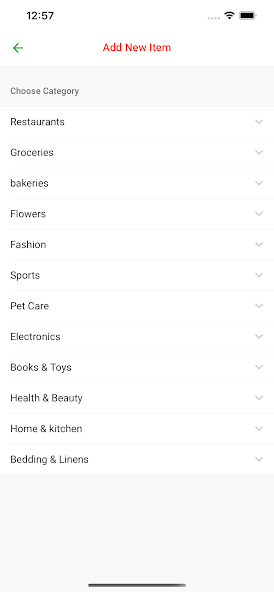 12:57
Add New Item
Choose Category
Restaurants
Groceries
bakeries
Flowers
Fashion
Sports
Pet Care
Electronics
Books & Toys
Health & Beauty
Home & kitchen
Bedding & Linens